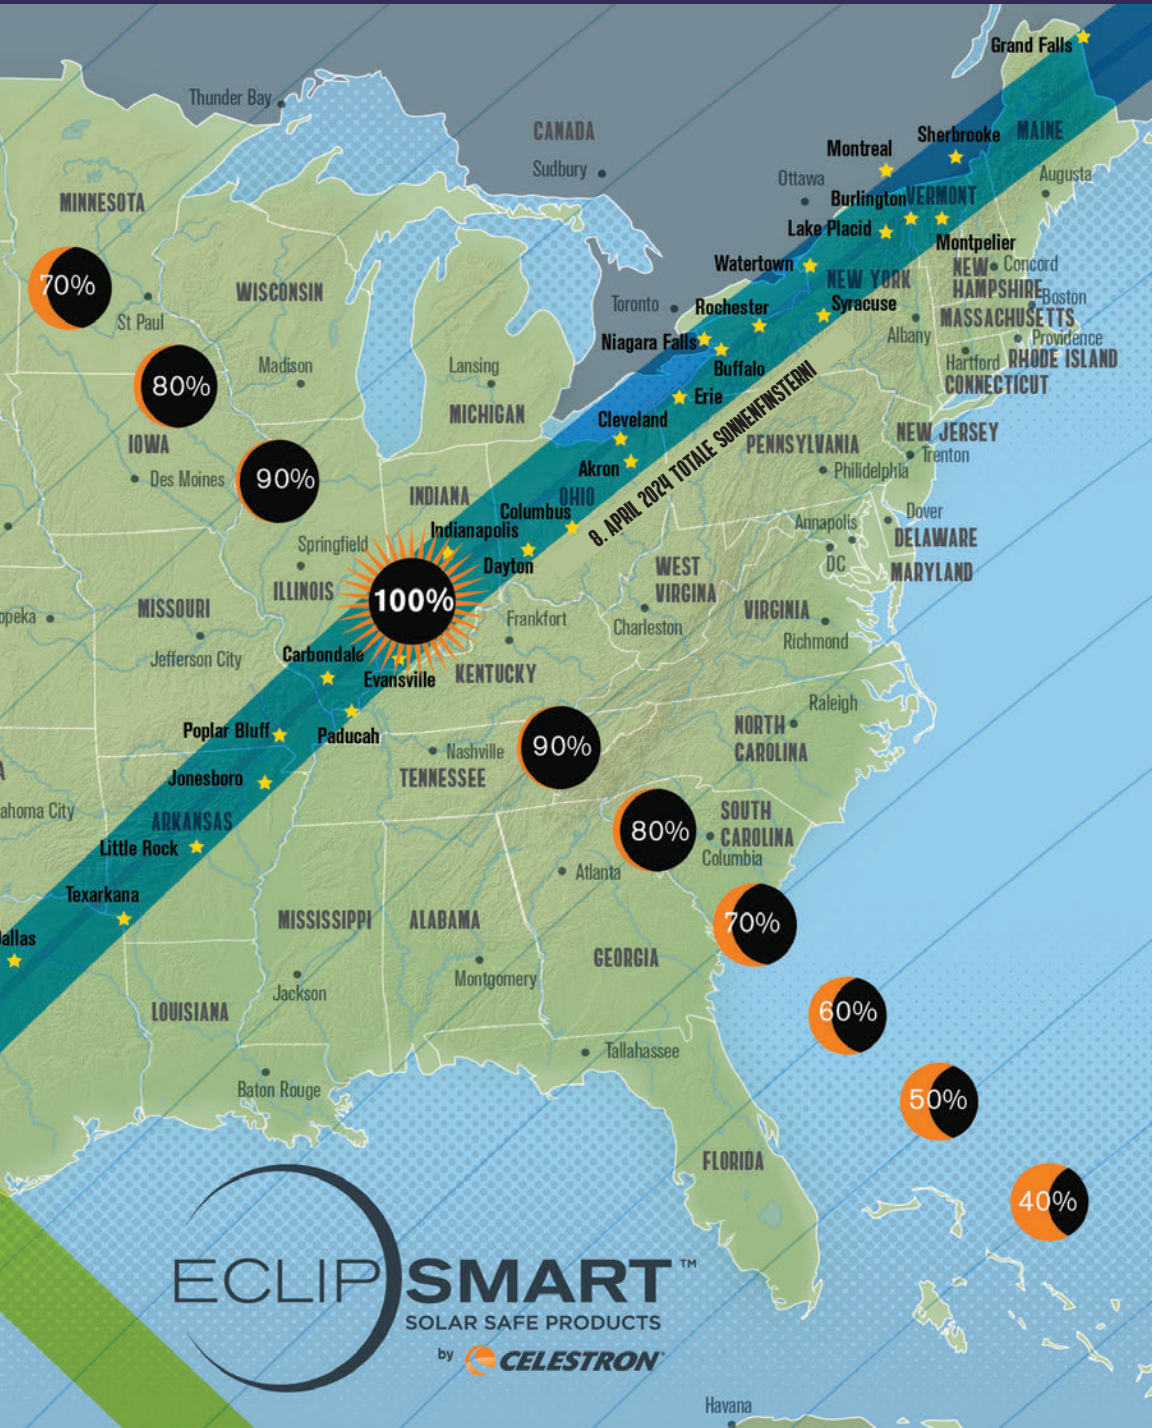 Grand Falls
Thunder Bay
CANADA
Sherbrooke
MAINE
Montreal
Sudbury
Ottawa
Augusta
MINNESOTA
Burlington
VERMONT
Lake Placid
Montpelier
Watertown
NEW
HAMPSHIRE
Concord
70%
WISCONSIN
NEW YORK
Toronto
Rochester
Syracuse
Boston
St Paul
MASSACHUSETTS
Niagara Falls
Albany
Providence
Madison
Lansing
Buffalo
Hartford
RHODE ISLAND
80%
CONNECTICUT
MICHIGAN
Erie
Cleveland
8. APRIL 2024 TOTALE SONNENFINSTERNI
IOWA
PENNSYLVANIA
NEW JERSEY
Trenton
Des Moines
90%
Akron
Philidelphia
INDIANA
OHIO
Columbus
Dover
Indianapolis
Annapolis
DELAWARE
Springfield
Dayton
DC
MARYLAND
ILLINOIS
100%
WEST
VIRGINA
MISSOURI
VIRGINIA
opeka
Frankfort
Charleston
Richmond
Jefferson City
Carbondale
Evansville
KENTUCKY
Raleigh
Poplar Bluff
Paducah
NORTH
CAROLINA
Nashville
90%
A
Jonesboro
TENNESSEE
ahoma City
ARKANSAS
SOUTH
CAROLINA
80%
Little Rock
Columbia
Atlanta
Texarkana
MISSISSIPPI
ALABAMA
70%
allas
GEORGIA
Montgomery
Jackson
LOUISIANA
60%
Tallahassee
Baton Rouge
50%
FLORIDA
40%
ECLIPSMART™
SOLAR SAFE PRODUCTS
by CELESTRON®
Havana